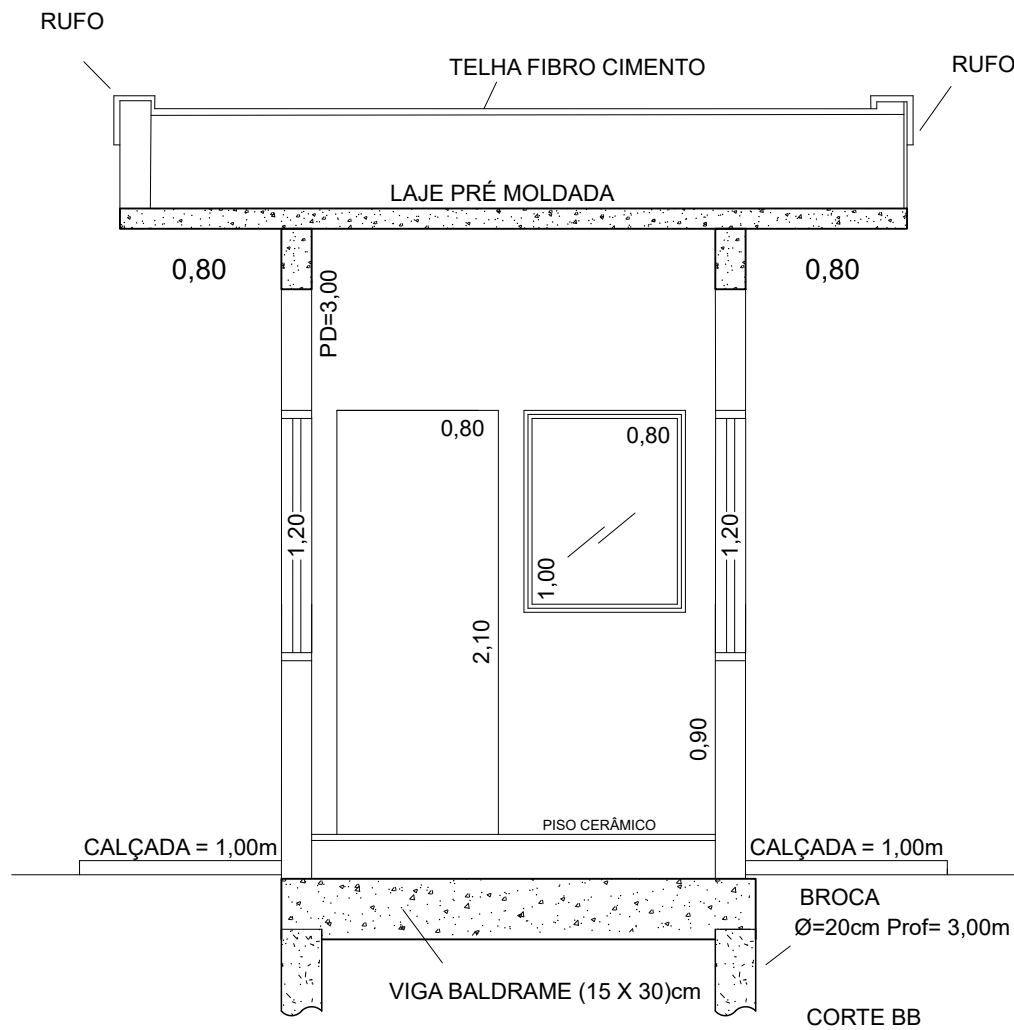 RUFO
TELHA FIBRO CIMENTO
RUFO
LAJE PRÉ MOLDADA
0,80
0,80
PD=3,00
0,80
0,80
1,20
1,20
1,00
2,10
0,90
PISO CERÂMICO
CALÇADA = 1,00m
CALÇADA = 1,00m
BROCA
Ø=20cm Prof= 3,00m
VIGA BALDRAME (15 X 30)cm
CORTE BB